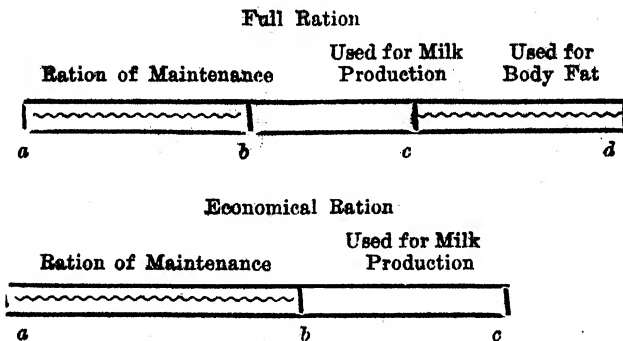 Full Ration
Used for Milk Used for
Ration of Maintenance Production Body Fat
a b c d
Economical Ration
Used for Milk
Ration of Maintenance Production
a b c